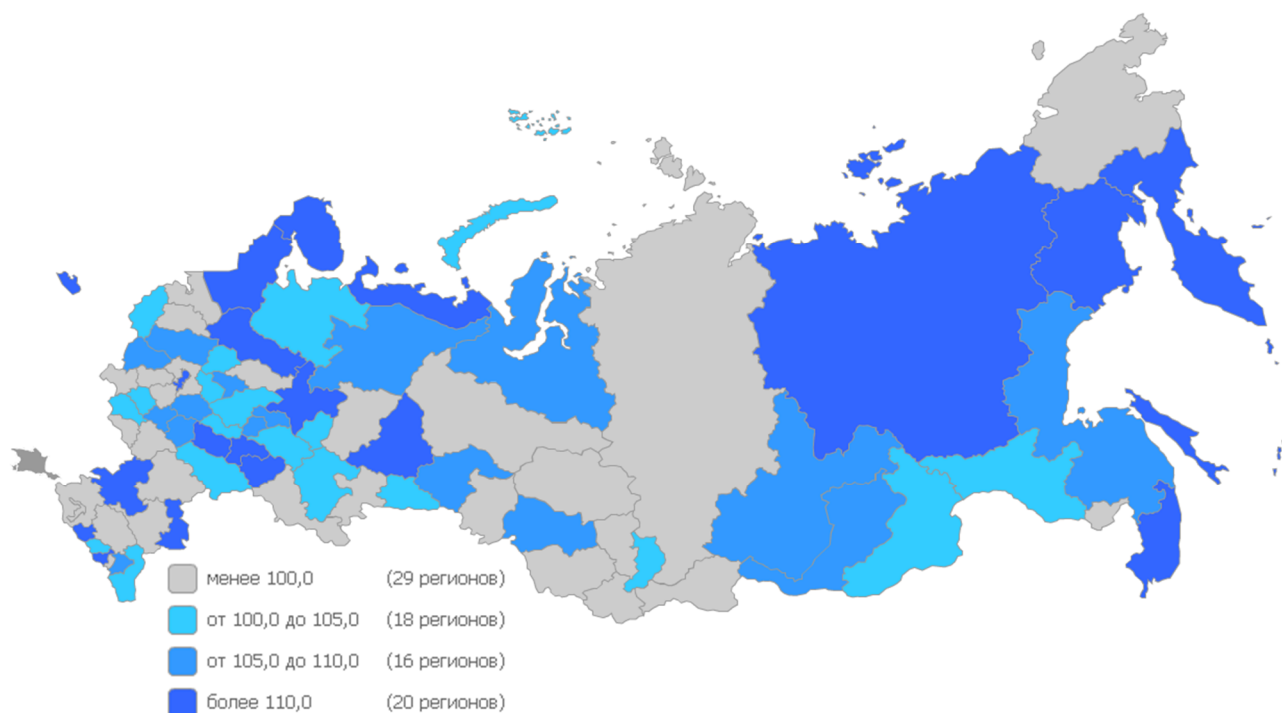 менее 100,0 (29 регионов)
от 100,0 до 105,0 (18 регионов)
от 105,0 до 110,0 (16 регионов)
более 110,0 (20 регионов)